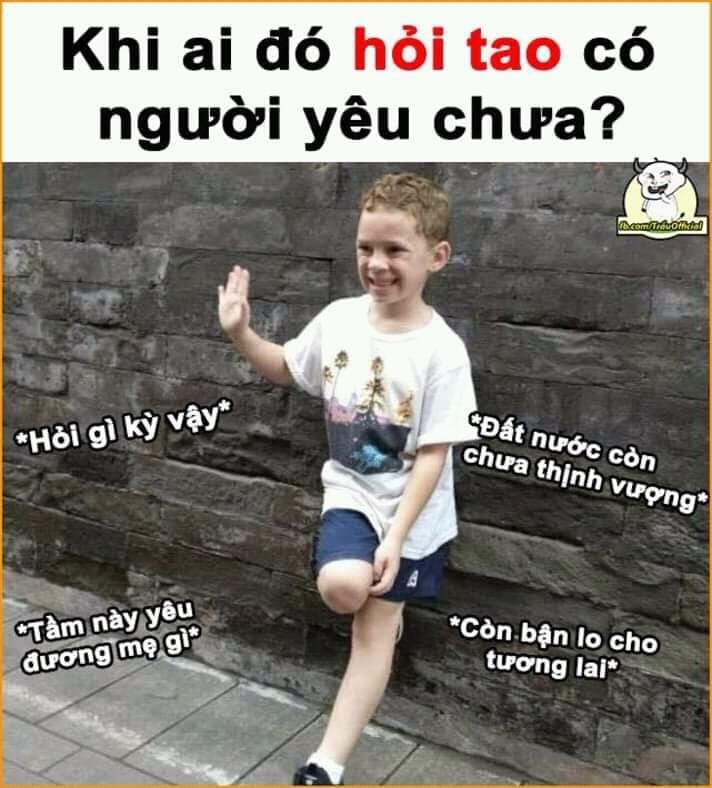 Khi ai đó hỏi tao có
người yêu chưa?
fb.com/TrâuOfficial
*Hỏi gì kỳ vậy*
*Đất nước còn
chưa thịnh vượng*
*Tầm này yêu
đương mẹ gì*
*Còn bận lo cho
tương lai*